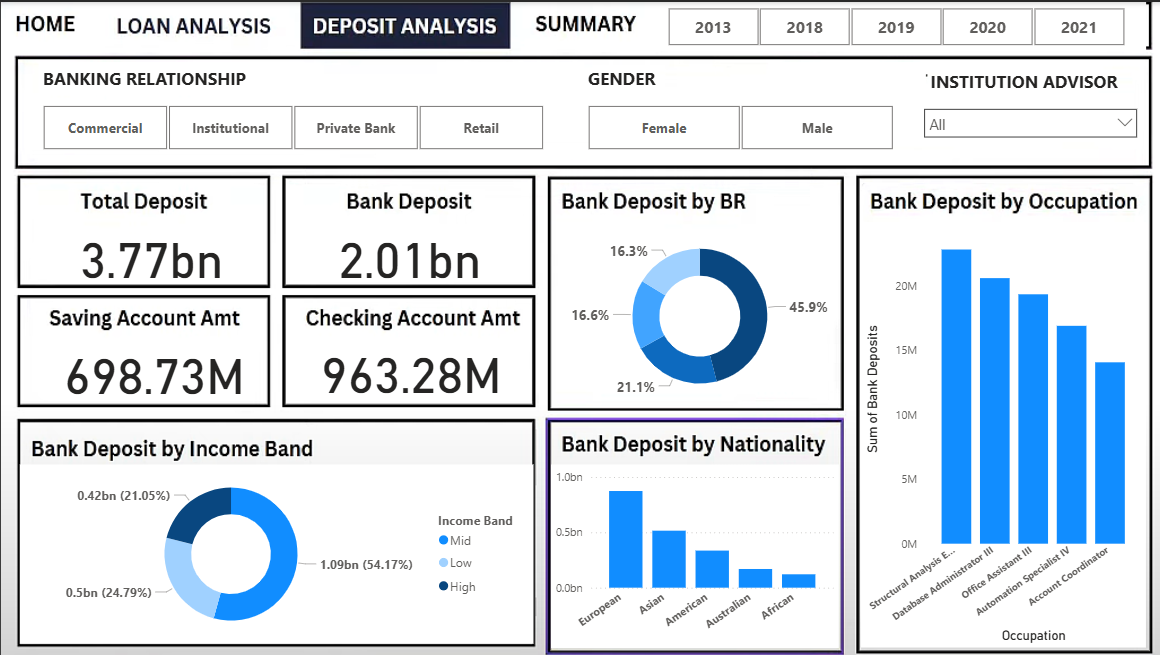 HOME
LOAN ANALYSIS
DEPOSIT ANALYSIS
SUMMARY
2013
2018
2019
2020
2021
BANKING RELATIONSHIP
Commercial
Institutional
Private Bank
Retail
GENDER
Female
Male
INSTITUTION ADVISOR
All
Total Deposit
3.77bn
Bank Deposit
2.01bn
Saving Account Amt
698.73M
Checking Account Amt
963.28M
Bank Deposit by BR
16.3%
16.6%
21.1%
45.9%
Bank Deposit by Occupation
Sum of Bank Deposits
20M
15M
10M
5M
0M
Structural Analysis E...
Database Administrator III
Office Assistant III
Automation Specialist IV
Account Coordinator
Occupation
Bank Deposit by Income Band
0.42bn (21.05%)
0.5bn (24.79%)
1.09bn (54.17%)
Income Band
Mid
Low
High
Bank Deposit by Nationality
1.0bn
0.5bn
0.0bn
European
Asian
American
Australian
African